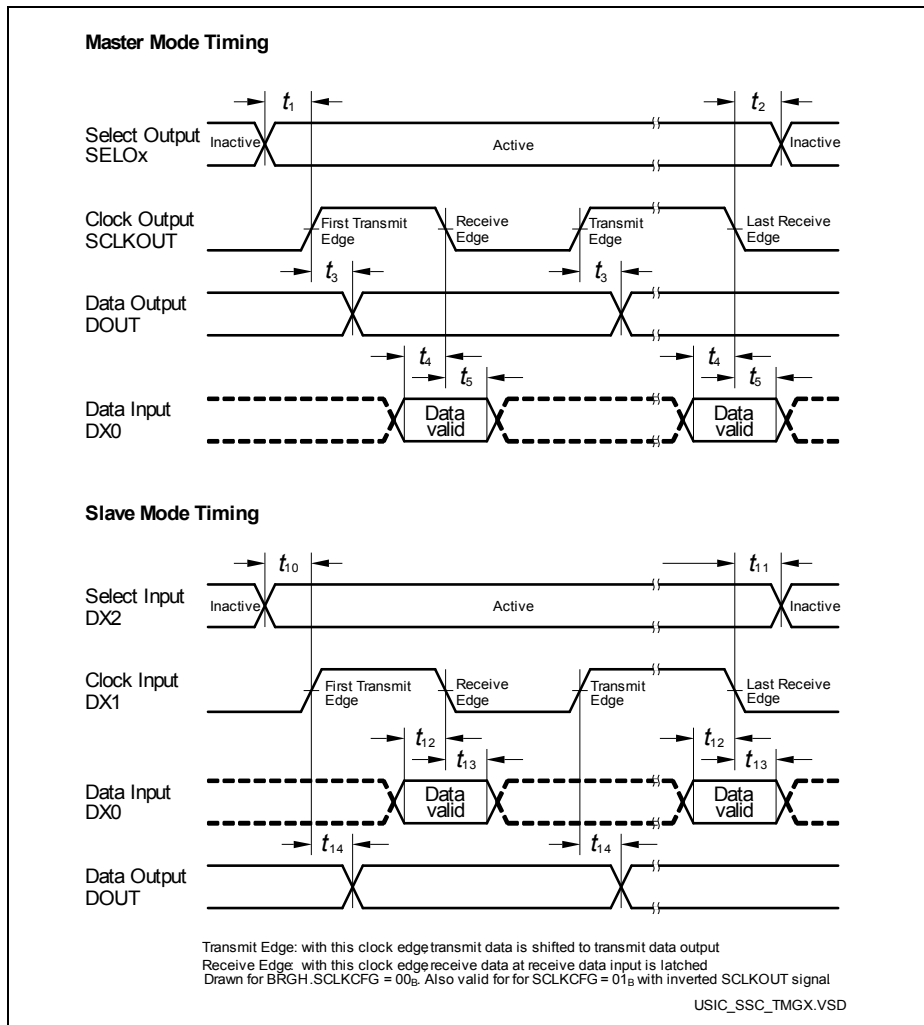 Master Mode Timing
t1
t2
Select Output
SELOx
Inactive
Active
Inactive
Clock Output
SCLKOUT
First Transmit
Edge
Receive
Edge
Transmit
Edge
Last Receive
Edge
t3
t3
Data Output
DOUT
t4
t5
t4
t5
Data Input
DX0
Data
valid
Data
valid
Slave Mode Timing
t10
t11
Select Input
DX2
Inactive
Active
Inactive
Clock Input
DX1
First Transmit
Edge
Receive
Edge
Transmit
Edge
Last Receive
Edge
t12
t13
t12
t13
Data Input
DX0
Data
valid
Data
valid
t14
t14
Data Output
DOUT
Transmit Edge: with this clock edge, transmit data is shifted to transmit data output
Receive Edge: with this clock edge, receive data at receive data input is latched
Drawn for BRGH.SCLKCFG = 00B. Also valid for for SCLKCFG = 01B with inverted SCLKOUT signal.
USIC_SSC_TMGX.VSD